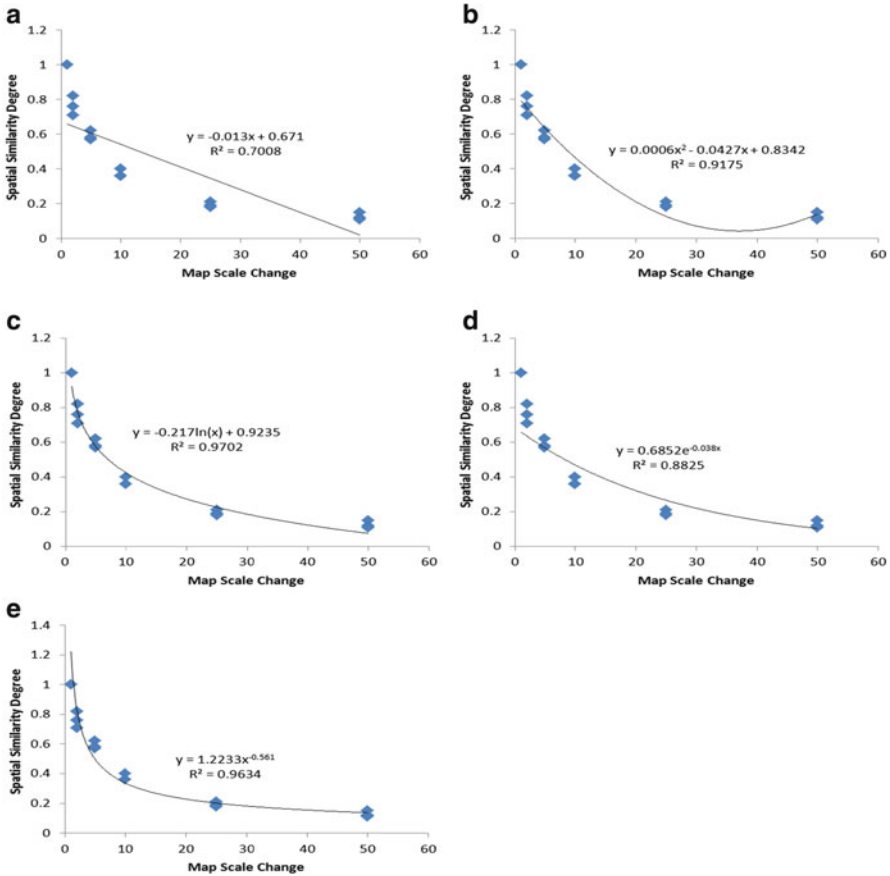 a
1.2
1
0.8
0.6
0.4
0.2
0
Spatial Similarity Degree
y = -0.013x + 0.671
R² = 0.7008
0 10 20 30 40 50 60
Map Scale Change
b
1.2
1
0.8
0.6
0.4
0.2
0
Spatial Similarity Degree
y = 0.0006x² - 0.0427x + 0.8342
R² = 0.9175
0 10 20 30 40 50 60
Map Scale Change
c
1.2
1
0.8
0.6
0.4
0.2
0
Spatial Similarity Degree
y = -0.217ln(x) + 0.9235
R² = 0.9702
0 10 20 30 40 50 60
Map Scale Change
d
1.2
1
0.8
0.6
0.4
0.2
0
Spatial Similarity Degree
y = 0.6852e^-0.038x
R² = 0.8825
0 10 20 30 40 50 60
Map Scale Change
e
1.4
1.2
1
0.8
0.6
0.4
0.2
0
Spatial Similarity Degree
y = 1.2233x^-0.561
R² = 0.9634
0 10 20 30 40 50 60
Map Scale Change